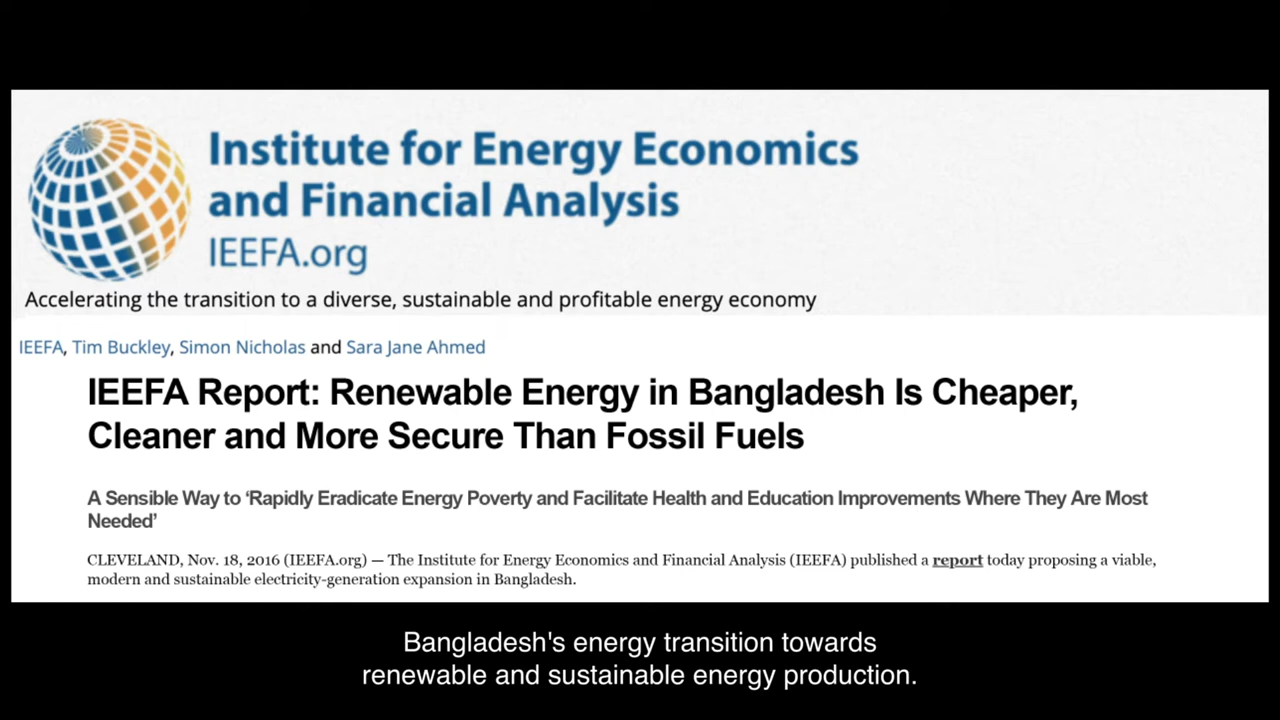 Institute for Energy Economics
and Financial Analysis
IEEFA.org
Accelerating the transition to a diverse, sustainable and profitable energy economy
IEEFA, Tim Buckley, Simon Nicholas and Sara Jane Ahmed
IEEFA Report: Renewable Energy in Bangladesh Is Cheaper,
Cleaner and More Secure Than Fossil Fuels
A Sensible Way to ‘Rapidly Eradicate Energy Poverty and Facilitate Health and Education Improvements Where They Are Most
Needed’
CLEVELAND, Nov. 18, 2016 (IEEFA.org) — The Institute for Energy Economics and Financial Analysis (IEEFA) published a report today proposing a viable,
modern and sustainable electricity-generation expansion in Bangladesh.
Bangladesh's energy transition towards
renewable and sustainable energy production.